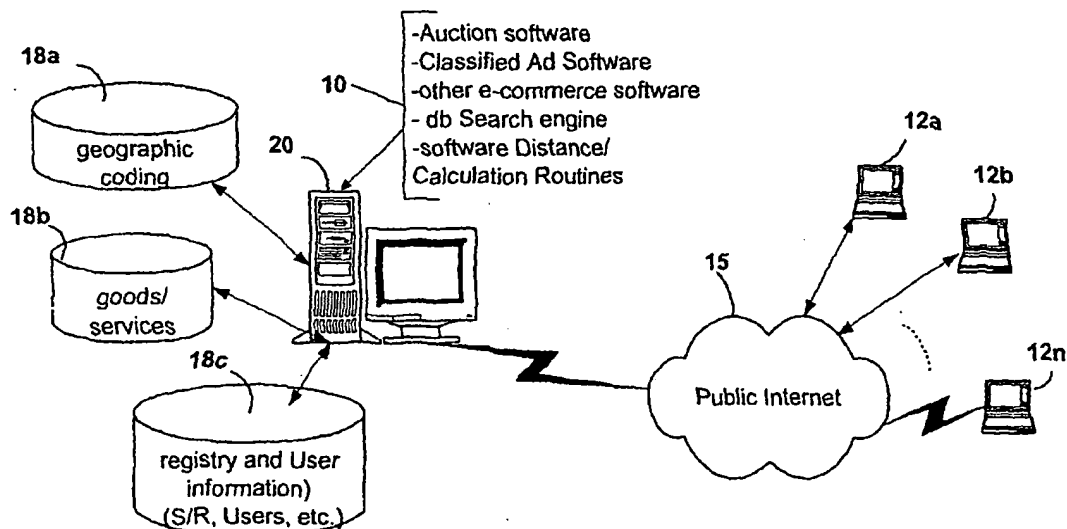 18a
geographic
coding
18b
goods/
services
18c
registry and User
information)
(S/R, Users, etc.)
20
10
-Auction software
-Classified Ad Software
-other e-commerce software
- db Search engine
-software Distance/
Calculation Routines
15
Public Internet
12a
12b
12n